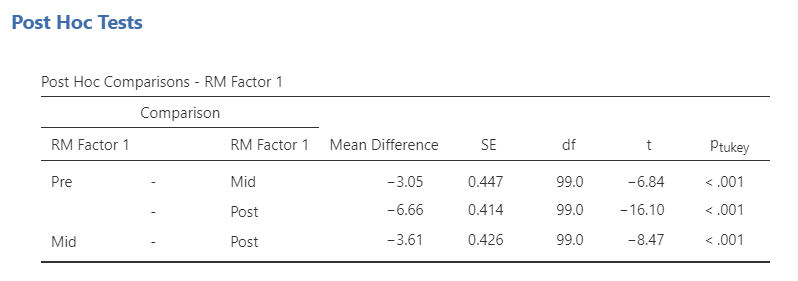 Post Hoc Tests
Post Hoc Comparisons - RM Factor 1
Comparison
RM Factor 1 RM Factor 1 Mean Difference SE df t ptukey
Pre - Mid −3.05 0.447 99.0 −6.84 < .001
- Post −6.66 0.414 99.0 −16.10 < .001
Mid - Post −3.61 0.426 99.0 −8.47 < .001